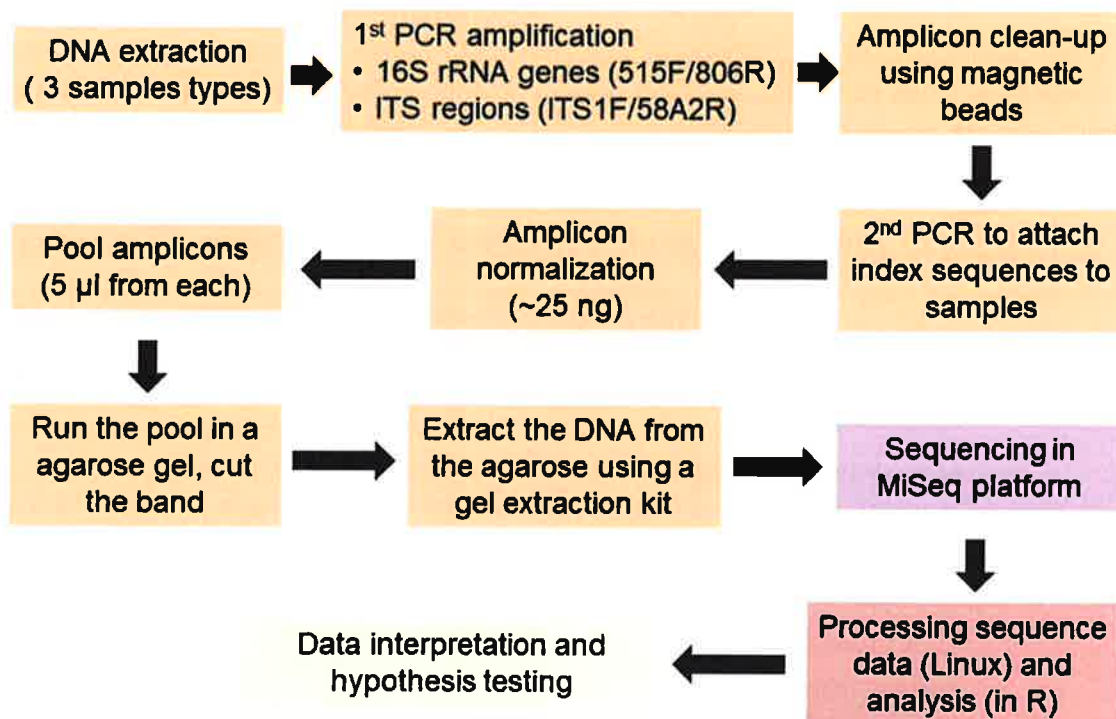 DNA extraction
( 3 samples types)
1st PCR amplification
• 16S rRNA genes (515F/806R)
• ITS regions (ITS1F/58A2R)
Amplicon clean-up
using magnetic
beads
2nd PCR to attach
index sequences to
samples
Amplicon
normalization
(~25 ng)
Pool amplicons
(5 µl from each)
Run the pool in a
agarose gel, cut
the band
Extract the DNA from
the agarose using a
gel extraction kit
Sequencing in
MiSeq platform
Processing sequence
data (Linux) and
analysis (in R)
Data interpretation and
hypothesis testing